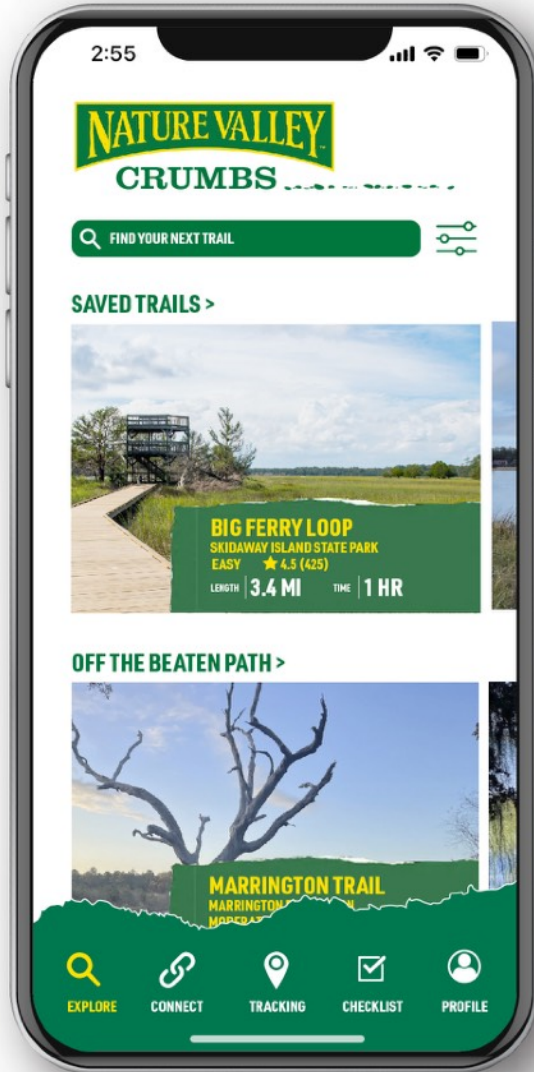 2:55
NATURE VALLEY
CRUMBS
FIND YOUR NEXT TRAIL
SAVED TRAILS >
BIG FERRY LOOP
SKIDAWAY ISLAND STATE PARK
EASY ★ 4.5 (425)
LENGTH | 3.4 MI TIME | 1 HR
OFF THE BEATEN PATH >
MARRINGTON TRAIL
MARRINGTON
EXPLORE CONNECT TRACKING CHECKLIST PROFILE